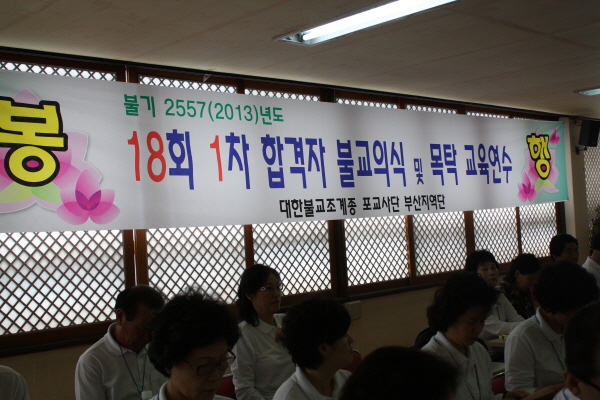 불기 2557(2013)년도
봉 18회 1차 합격자 불교의식 및 목탁 교육연수 행
대한불교조계종 포교사단 부산지역단